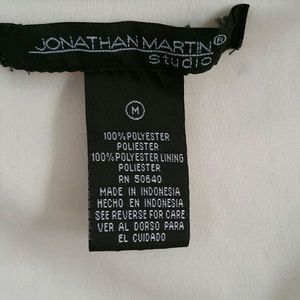 JONATHAN MARTIN®
studio
M
100% POLYESTER
POLIESTER
100% POLYESTER LINING
POLIESTER
RN 50640
MADE IN INDONESIA
HECHO EN INDONESIA
SEE REVERSE FOR CARE
VER AL DORSO PARA
EL CUIDADO